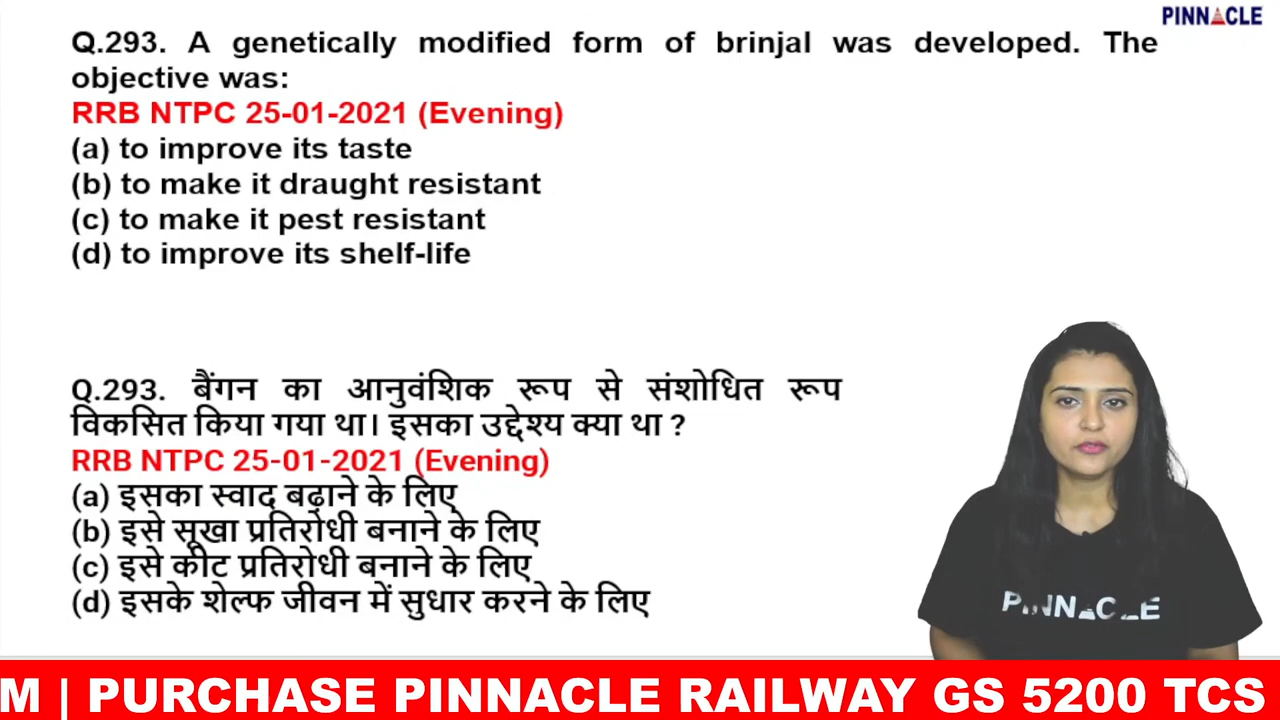 PINNACLE
Q.293. A genetically modified form of brinjal was developed. The
objective was:
RRB NTPC 25-01-2021 (Evening)
(a) to improve its taste
(b) to make it draught resistant
(c) to make it pest resistant
(d) to improve its shelf-life
Q.293. बैंगन का आनुवंशिक रूप से संशोधित रूप
विकसित किया गया था। इसका उद्देश्य क्या था ?
RRB NTPC 25-01-2021 (Evening)
(a) इसका स्वाद बढ़ाने के लिए
(b) इसे सूखा प्रतिरोधी बनाने के लिए
(c) इसे कीट प्रतिरोधी बनाने के लिए
(d) इसके शेल्फ जीवन में सुधार करने के लिए
PINNACLE
M | PURCHASE PINNACLE RAILWAY GS 5200 TCS